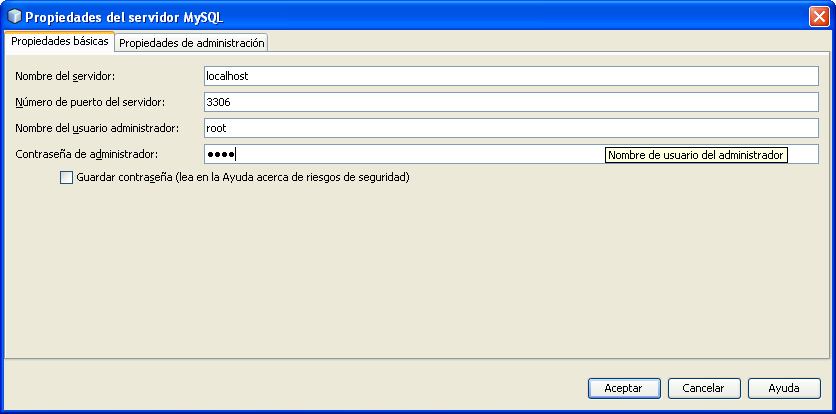 Propiedades del servidor MySQL
Propiedades básicas Propiedades de administración
Nombre del servidor: localhost
Número de puerto del servidor: 3306
Nombre del usuario administrador: root
Contraseña de administrador: ●●●● Nombre de usuario del administrador
Guardar contraseña (lea en la Ayuda acerca de riesgos de seguridad)
Aceptar Cancelar Ayuda